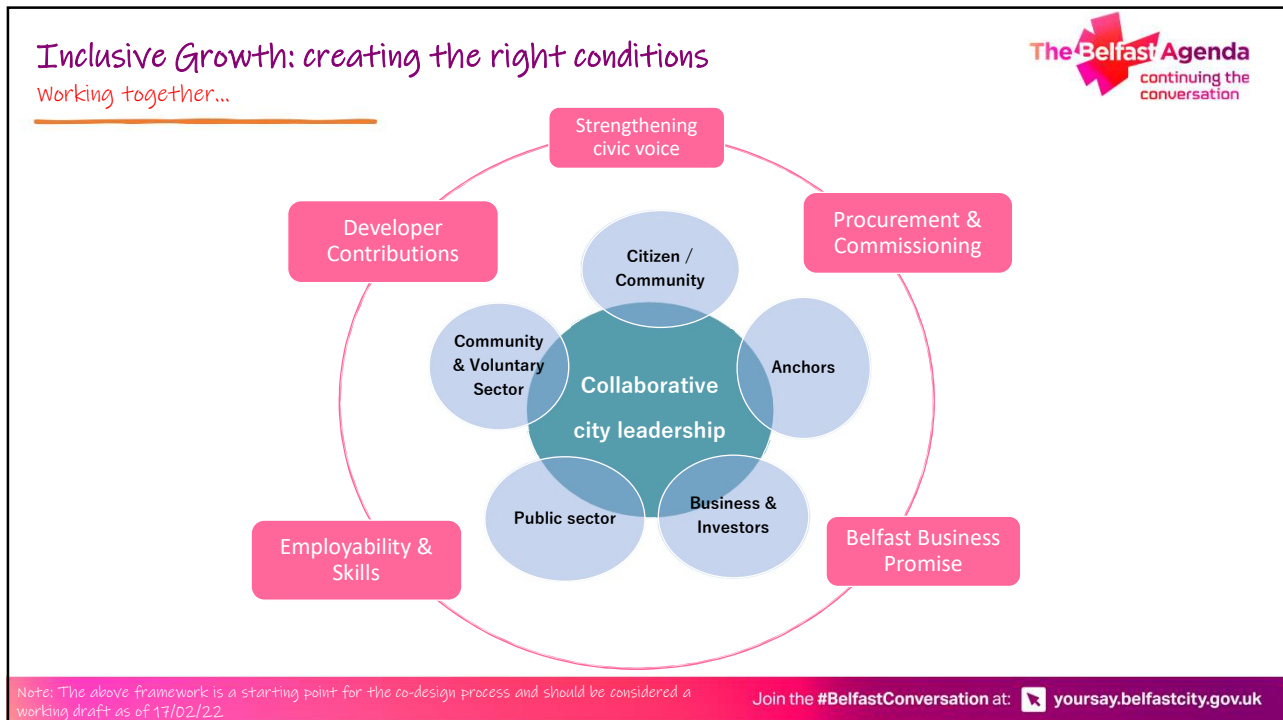 Inclusive Growth: creating the right conditions
Working together...
The Belfast Agenda
continuing the
conversation
Strengthening
civic voice
Developer
Contributions
Procurement &
Commissioning
Citizen /
Community
Community
& Voluntary
Sector
Anchors
Collaborative
city leadership
Public sector
Business &
Investors
Employability &
Skills
Belfast Business
Promise
Note: The above framework is a starting point for the co-design process and should be considered a
working draft as of 17/02/22
Join the #BelfastConversation at: yoursay.belfastcity.gov.uk